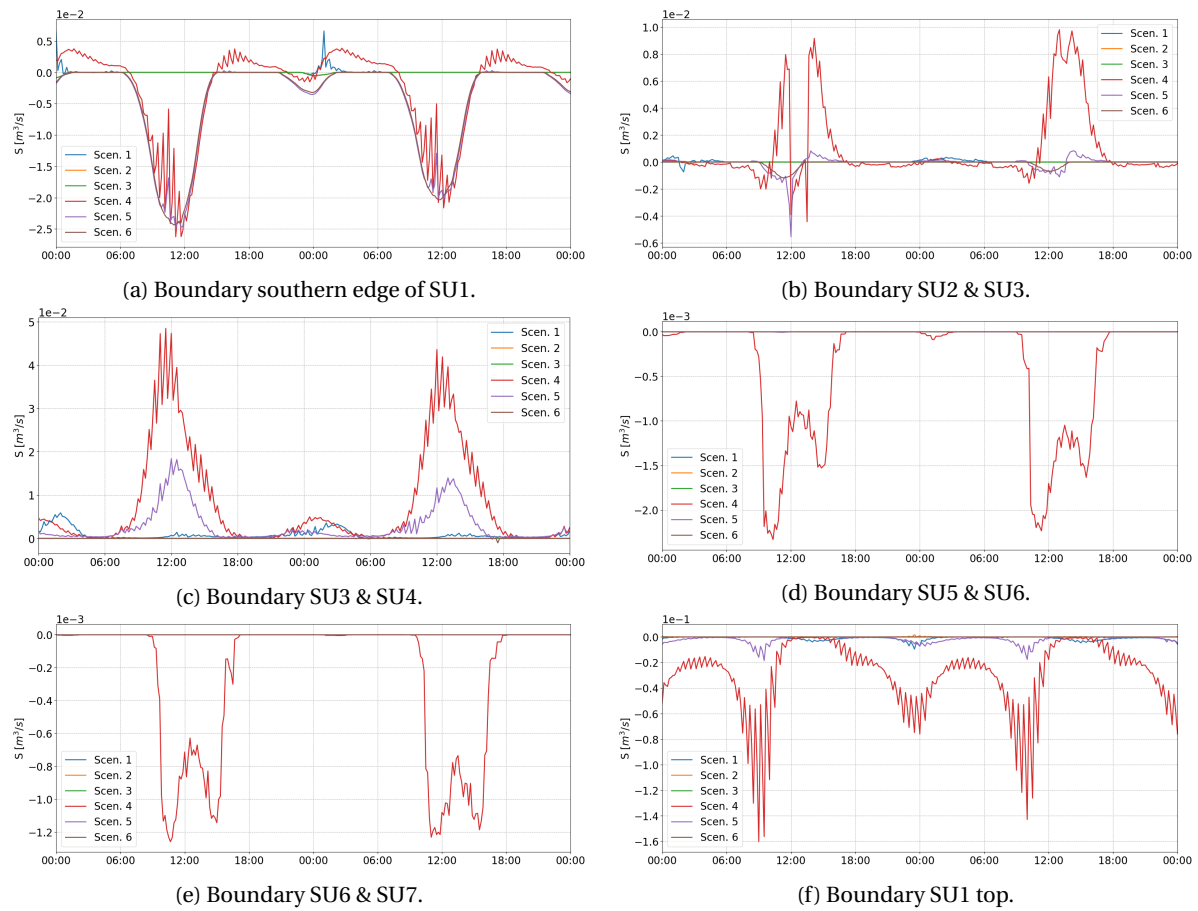 1e−2
0.5
0.0
−0.5
−1.0
−1.5
−2.0
−2.5
S [m³/s]
Scen. 1
Scen. 2
Scen. 3
Scen. 4
Scen. 5
Scen. 6
00:00 06:00 12:00 18:00 00:00 06:00 12:00 18:00 00:00
(a) Boundary southern edge of SU1.
1e−2
1.0
0.8
0.6
0.4
0.2
0.0
−0.2
−0.4
−0.6
S [m³/s]
Scen. 1
Scen. 2
Scen. 3
Scen. 4
Scen. 5
Scen. 6
00:00 06:00 12:00 18:00 00:00 06:00 12:00 18:00 00:00
(b) Boundary SU2 & SU3.
1e−2
5
4
3
2
1
0
S [m³/s]
Scen. 1
Scen. 2
Scen. 3
Scen. 4
Scen. 5
Scen. 6
00:00 06:00 12:00 18:00 00:00 06:00 12:00 18:00 00:00
(c) Boundary SU3 & SU4.
1e−3
0.0
−0.5
−1.0
−1.5
−2.0
S [m³/s]
Scen. 1
Scen. 2
Scen. 3
Scen. 4
Scen. 5
Scen. 6
00:00 06:00 12:00 18:00 00:00 06:00 12:00 18:00 00:00
(d) Boundary SU5 & SU6.
1e−3
0.0
−0.2
−0.4
−0.6
−0.8
−1.0
−1.2
S [m³/s]
Scen. 1
Scen. 2
Scen. 3
Scen. 4
Scen. 5
Scen. 6
00:00 06:00 12:00 18:00 00:00 06:00 12:00 18:00 00:00
(e) Boundary SU6 & SU7.
1e−1
0.0
−0.2
−0.4
−0.6
−0.8
−1.0
−1.2
−1.4
−1.6
S [m³/s]
Scen. 1
Scen. 2
Scen. 3
Scen. 4
Scen. 5
Scen. 6
00:00 06:00 12:00 18:00 00:00 06:00 12:00 18:00 00:00
(f) Boundary SU1 top.